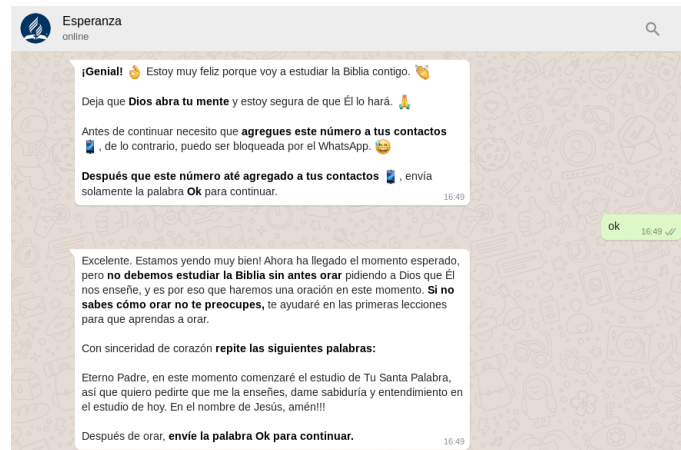 Esperanza
online
¡Genial! 👌 Estoy muy feliz porque voy a estudiar la Biblia contigo. 👏
Deja que Dios abra tu mente y estoy segura de que Él lo hará. 🙏
Antes de continuar necesito que agregues este número a tus contactos
📱 , de lo contrario, puedo ser bloqueada por el WhatsApp. 😅
Después que este número até agregado a tus contactos 📱 , envía
solamente la palabra Ok para continuar.
16:49
ok
16:49
Excelente. Estamos yendo muy bien! Ahora ha llegado el momento esperado,
pero no debemos estudiar la Biblia sin antes orar pidiendo a Dios que Él
nos enseñe, y es por eso que haremos una oración en este momento. Si no
sabes cómo orar no te preocupes, te ayudaré en las primeras lecciones
para que aprendas a orar.
Con sinceridad de corazón repite las siguientes palabras:
Eterno Padre, en este momento comenzaré el estudio de Tu Santa Palabra,
así que quiero pedirte que me la enseñes, dame sabiduría y entendimiento en
el estudio de hoy. En el nombre de Jesús, amén!!!
Después de orar, envíe la palabra Ok para continuar.
16:49